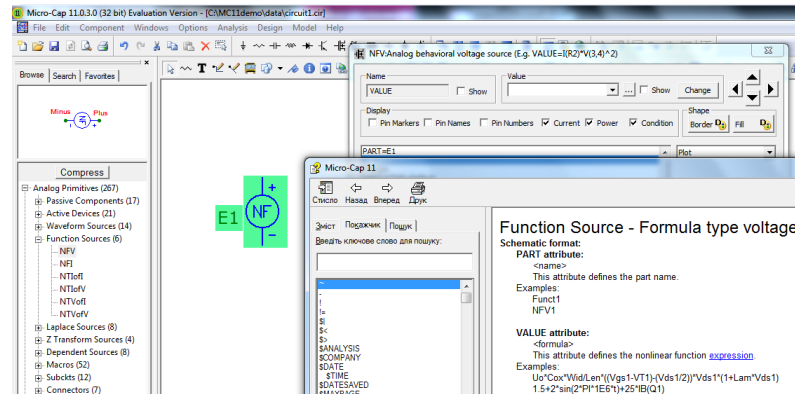 Micro-Cap 11.0.3.0 (32 bit) Evaluation Version - [C:\MC11demo\data\circuit1.cir]
File Edit Component Windows Options Analysis Design Model Help
NFV:Analog behavioral voltage source (E.g. VALUE=I(R2)*V(3,4)^2)
Browse Search Favorites
Name
Value
VALUE
Show
... Show Change
Display
Shape
Pin Markers Pin Names Pin Numbers Current Power Condition
Border Fill
Minus Plus
PART=E1
Plot
Compress
Analog Primitives (267)
Passive Components (17)
Active Devices (21)
Waveform Sources (14)
Function Sources (6)
NFV
NFI
NTIofI
NTIofV
NTVofI
NTVofV
Laplace Sources (8)
Z Transform Sources (4)
Dependent Sources (8)
Macros (52)
Subckts (12)
Connectors (7)
E1
NF
Micro-Cap 11
Стисло Назад Вперед Друк
Зміст Покажчик Пошук
Введіть ключове слово для пошуку:
~
-
!
!=
$|
$<
$>
$ANALYSIS
$COMPANY
$DATE
$TIME
$DATESAVED
$MAXPAGE
Function Source - Formula type voltage
Schematic format:
PART attribute:
<name>
This attribute defines the part name.
Examples:
Funct1
NFV1
VALUE attribute:
<formula>
This attribute defines the nonlinear function expression.
Examples:
Uo*Cox*Wid/Len*((Vgs1-VT1)-(Vds1/2))*Vds1*(1+Lam*Vds1)
1.5+2*sin(2*PI*1E6*t)+25*IB(Q1)